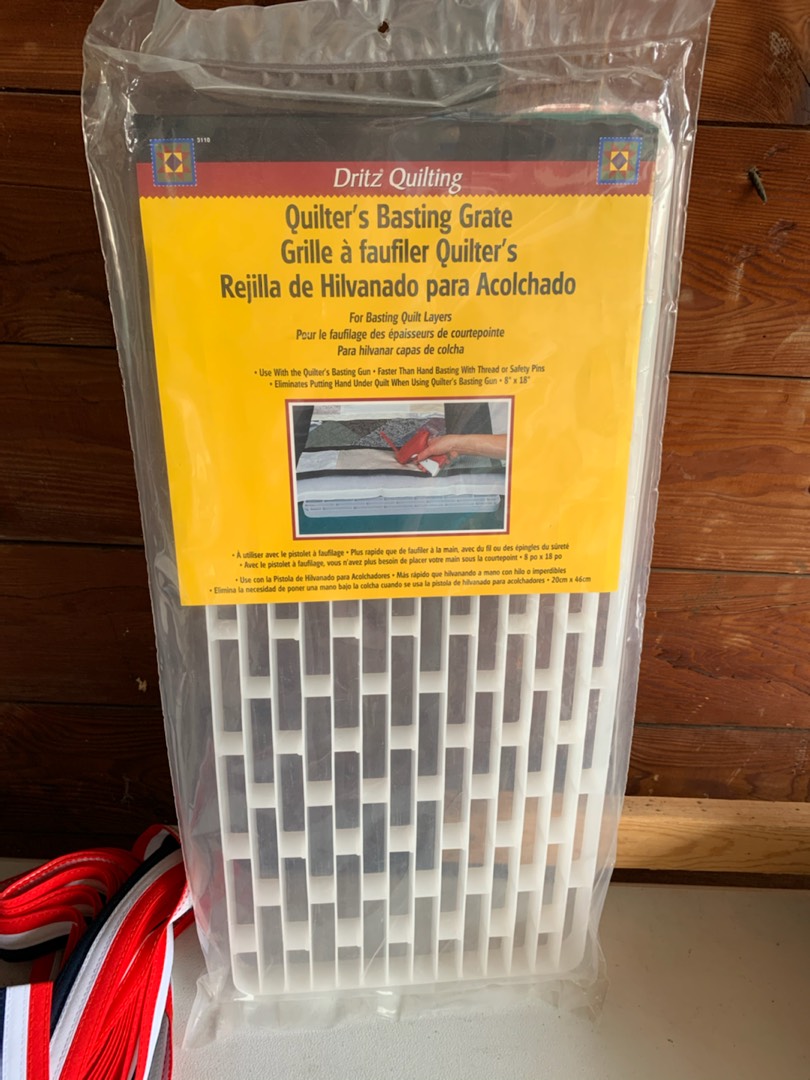 3110
Dritz Quilting
Quilter's Basting Grate
Grille à faufiler Quilter's
Rejilla de Hilvanado para Acolchado
For Basting Quilt Layers
Pour le faufilage des épaisseurs de courtepointe
Para hilvanar capas de colcha
• Use With the Quilter's Basting Gun • Faster Than Hand Basting With Thread or Safety Pins
• Eliminates Putting Hand Under Quilt When Using Quilter's Basting Gun • 8" x 18"
• À utiliser avec le pistolet à faufilage • Plus rapide que de faufiler à la main, avec du fil ou des épingles du sûreté
• Avec le pistolet à faufilage, vous n'avez plus besoin de placer votre main sous la courtepointe • 8 po x 18 po
• Use con la Pistola de Hilvanado para Acolchadores • Más rápido que hilvanando a mano con hilo o imperdibles
• Elimina la necesidad de poner una mano bajo la colcha cuando se usa la pistola de hilvanado para acolchadores • 20cm x 46cm